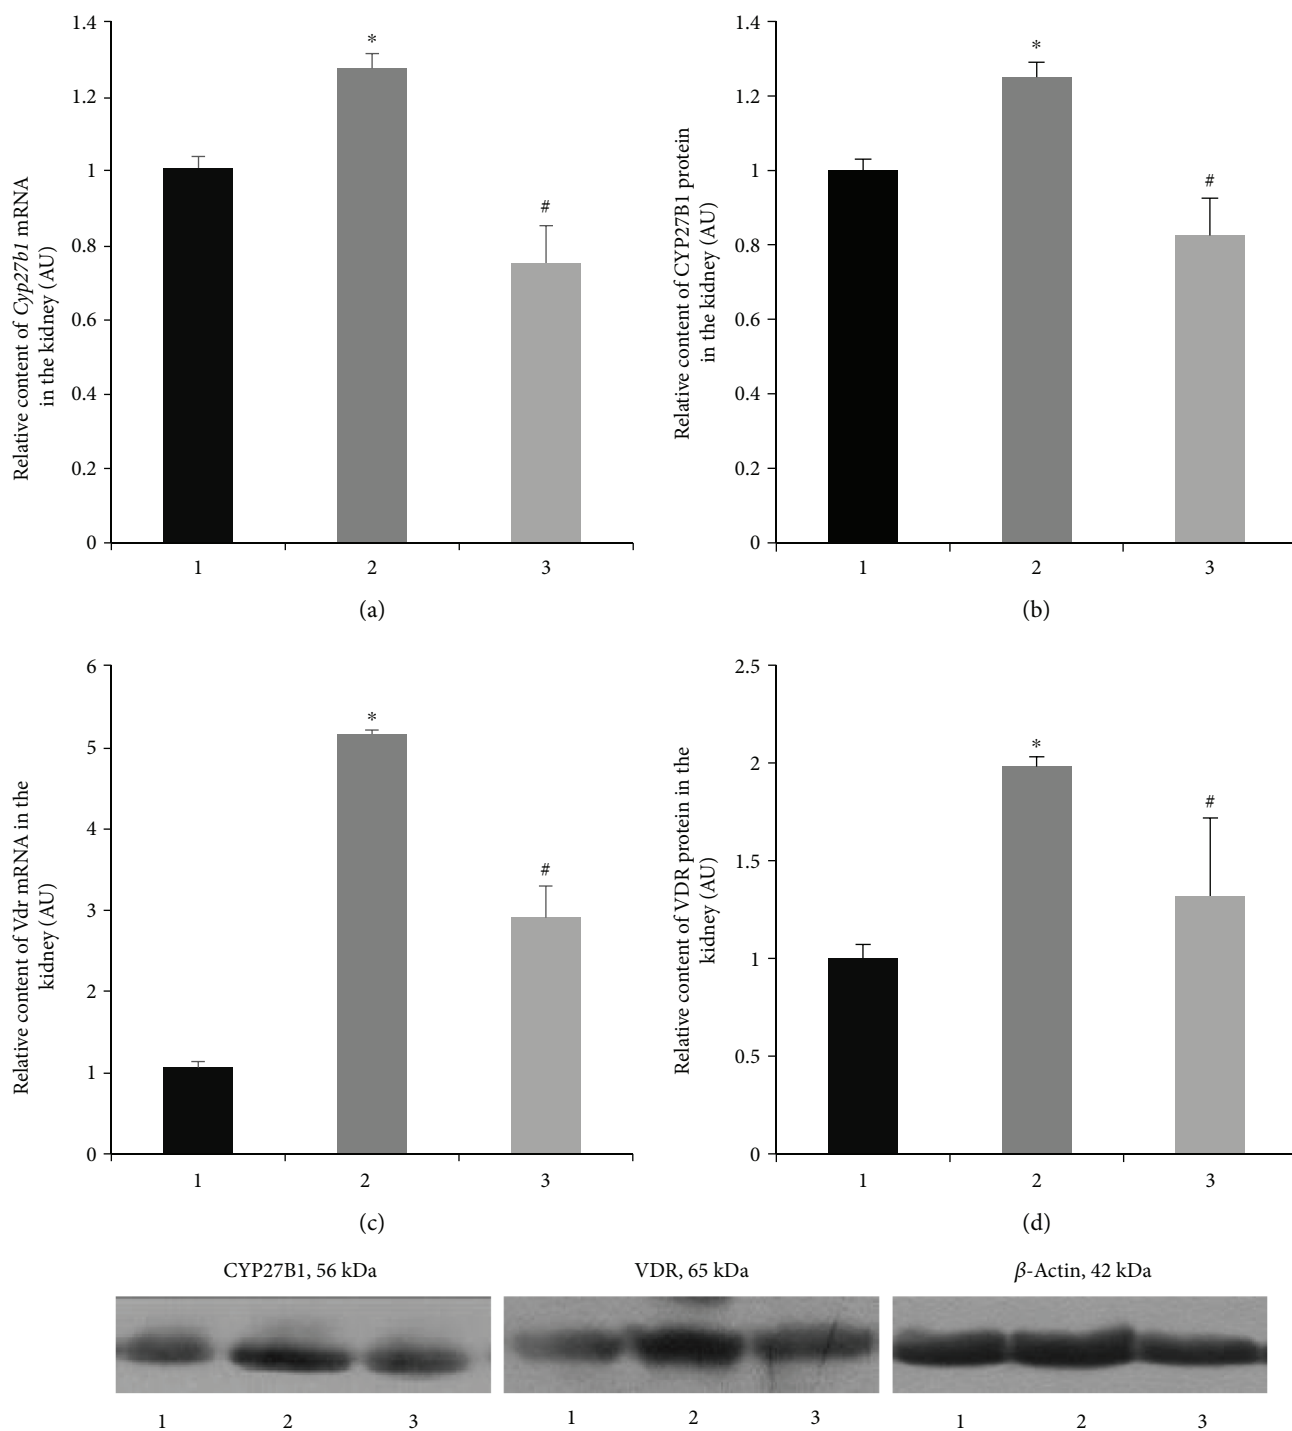 1.4
1.2
1
0.8
0.6
0.4
0.2
0
Relative content of Cyp27b1 mRNA
in the kidney (AU)
*
#
1 2 3
(a)
1.4
1.2
1
0.8
0.6
0.4
0.2
0
Relative content of CYP27B1 protein
in the kidney (AU)
*
#
1 2 3
(b)
6
5
4
3
2
1
0
Relative content of Vdr mRNA in the
kidney (AU)
*
#
1 2 3
(c)
2.5
2
1.5
1
0.5
0
Relative content of VDR protein in the
kidney (AU)
*
#
1 2 3
(d)
CYP27B1, 56 kDa
1 2 3
VDR, 65 kDa
1 2 3
β-Actin, 42 kDa
1 2 3